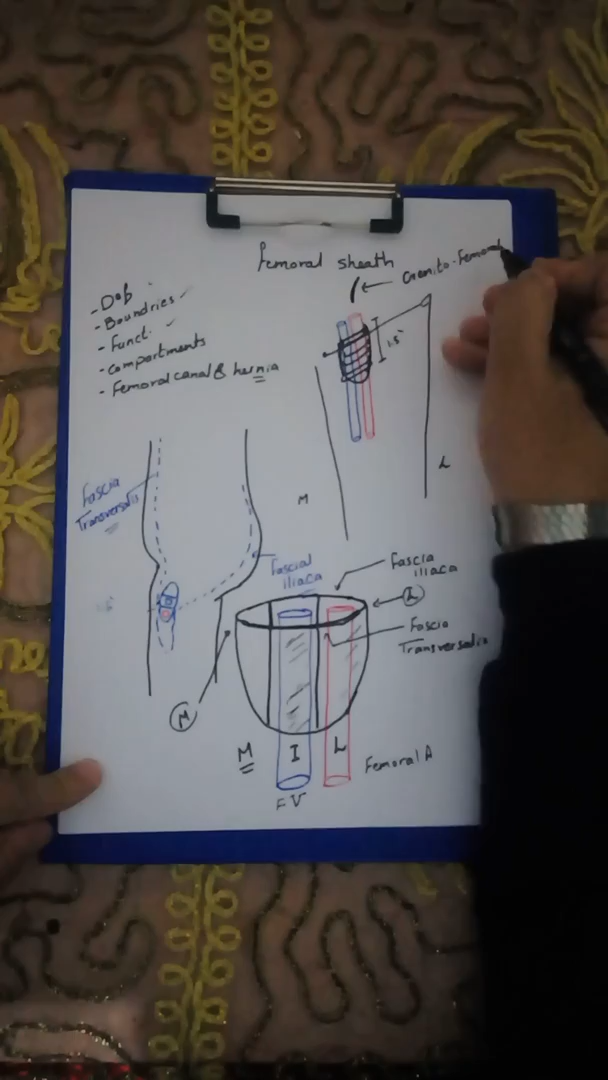 Femoral sheath
Genito-Femoral
- Def
- Boundries
- Funct.
- Compartments
- Femoral canal & hernia
1.5"
L
M
Fascia
Transversalis
Fascial
iliaca
Fascia
iliaca
L
Fascia
Transversalis
M
M I L
Femoral A
FV